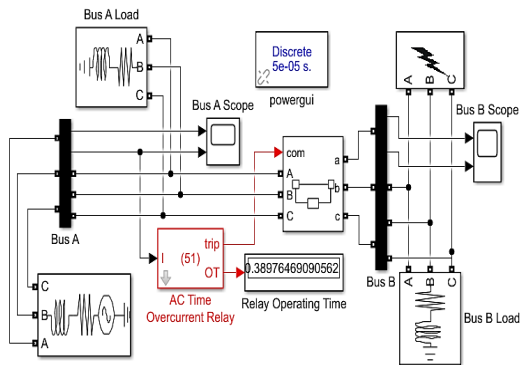 Bus A Load
A
B
C
Discrete
5e-05 s.
powergui
A
B
C
Bus A Scope
Bus B Scope
com
A
B
C
a
b
c
Bus A
I
(51)
trip
OT
AC Time
Overcurrent Relay
0.38976469090562
Relay Operating Time
Bus B
C
B
A
A
B
C
Bus B Load